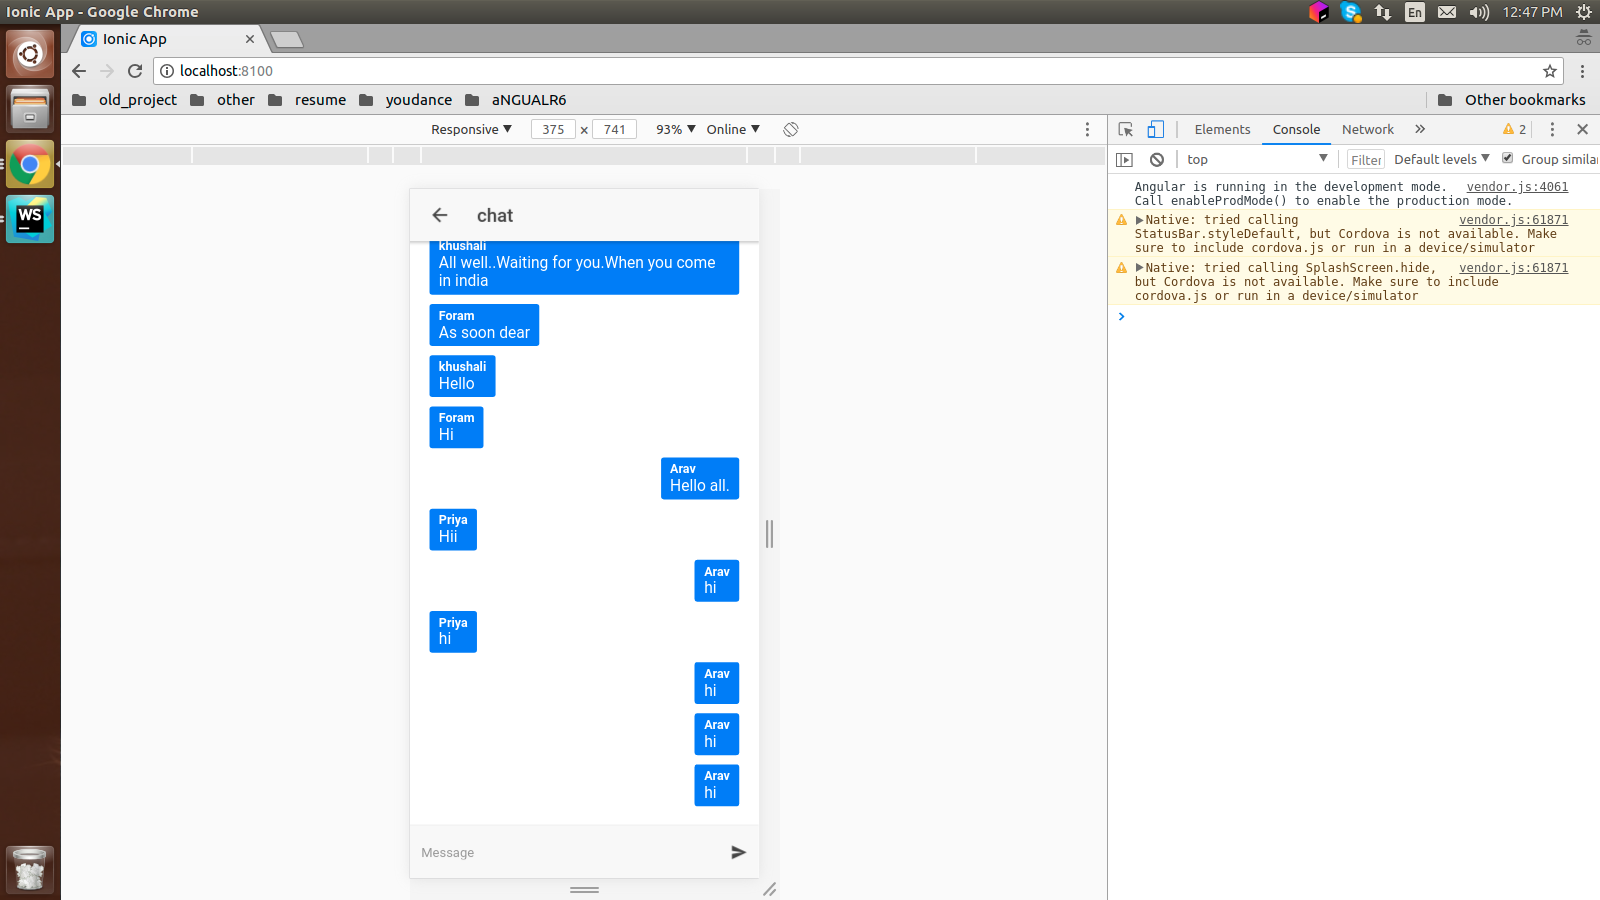 Ionic App - Google Chrome
En
12:47 PM
Ionic App
localhost:8100
old_project
other
resume
youdance
aNGUALR6
Other bookmarks
Responsive
375 × 741
93%
Online
Elements
Console
Network
2
top
Filter
Default levels
Group similar
Angular is running in the development mode. vendor.js:4061
Call enableProdMode() to enable the production mode.
Native: tried calling vendor.js:61871
StatusBar.styleDefault, but Cordova is not available. Make
sure to include cordova.js or run in a device/simulator
Native: tried calling SplashScreen.hide, vendor.js:61871
but Cordova is not available. Make sure to include
cordova.js or run in a device/simulator
WS
chat
khushali
All well..Waiting for you.When you come
in india
Foram
As soon dear
khushali
Hello
Foram
Hi
Arav
Hello all.
Priya
Hii
Arav
hi
Priya
hi
Arav
hi
Arav
hi
Arav
hi
Message